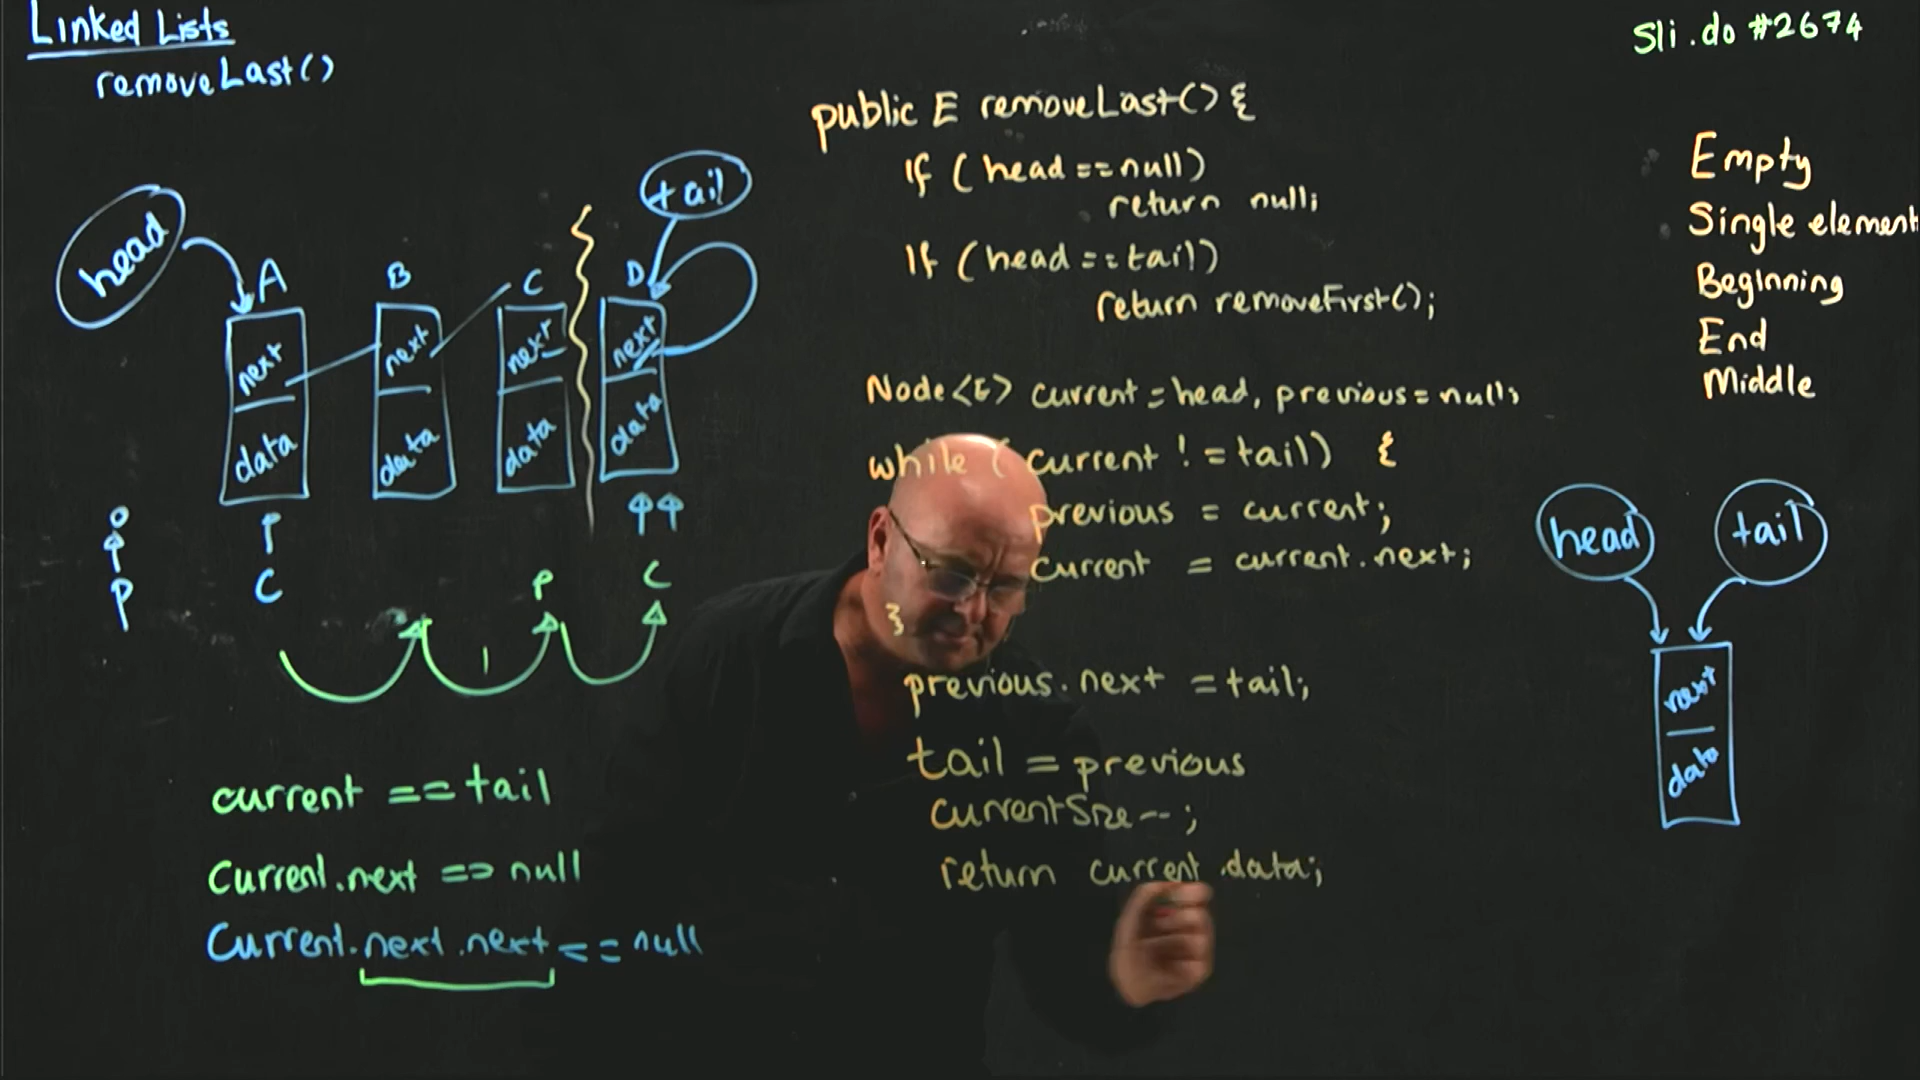 Linked Lists
removeLast()
Sli.do #2674
head
tail
A
B
C
D
next
next
next
next
data
data
data
data
P
P
C
P
C
current == tail
Current.next => null
Current.next.next == null
public E removeLast() {
If (head == null)
return null;
If (head == tail)
return removeFirst();
Node<E> current = head, previous = null;
while ( current != tail) {
previous = current;
current = current.next;
}
previous.next = tail;
tail = previous
currentSize--;
return current.data;
Empty
Single element
Beginning
End
Middle
head
tail
next
data